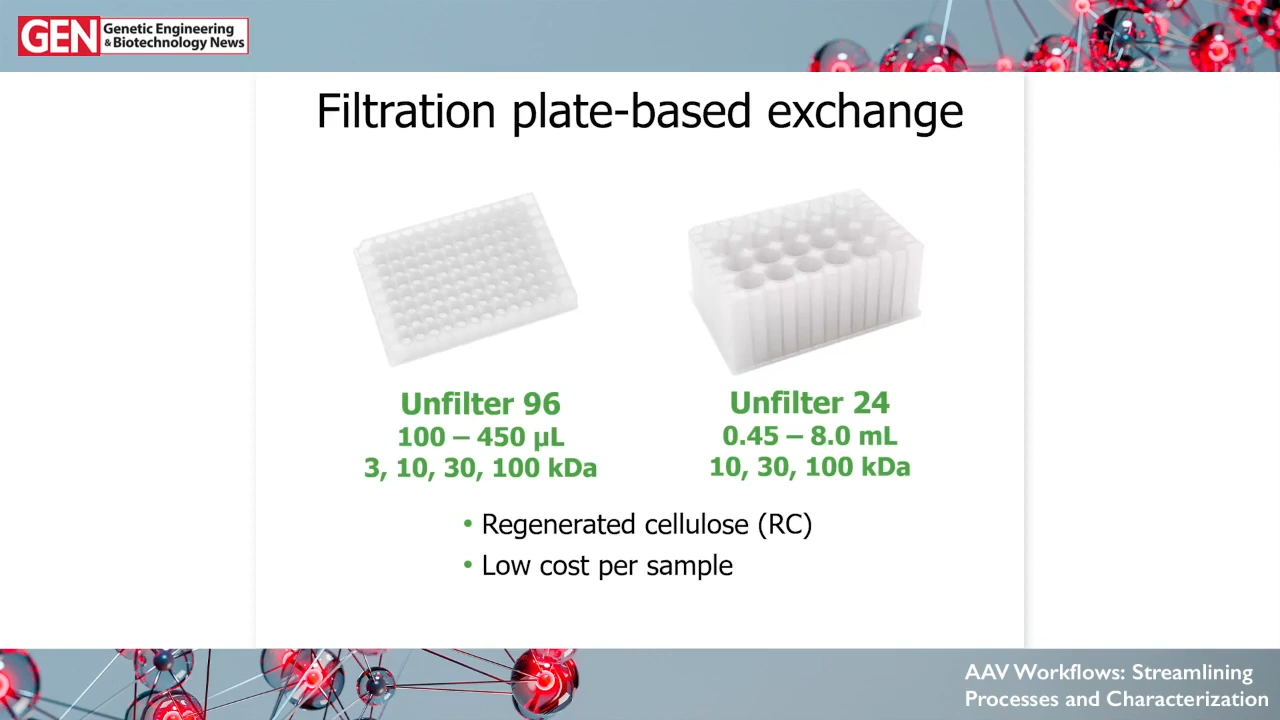 GEN Genetic Engineering
& Biotechnology News
Filtration plate-based exchange
Unfilter 96
100 – 450 µL
3, 10, 30, 100 kDa
Unfilter 24
0.45 – 8.0 mL
10, 30, 100 kDa
• Regenerated cellulose (RC)
• Low cost per sample
AAV Workflows: Streamlining
Processes and Characterization